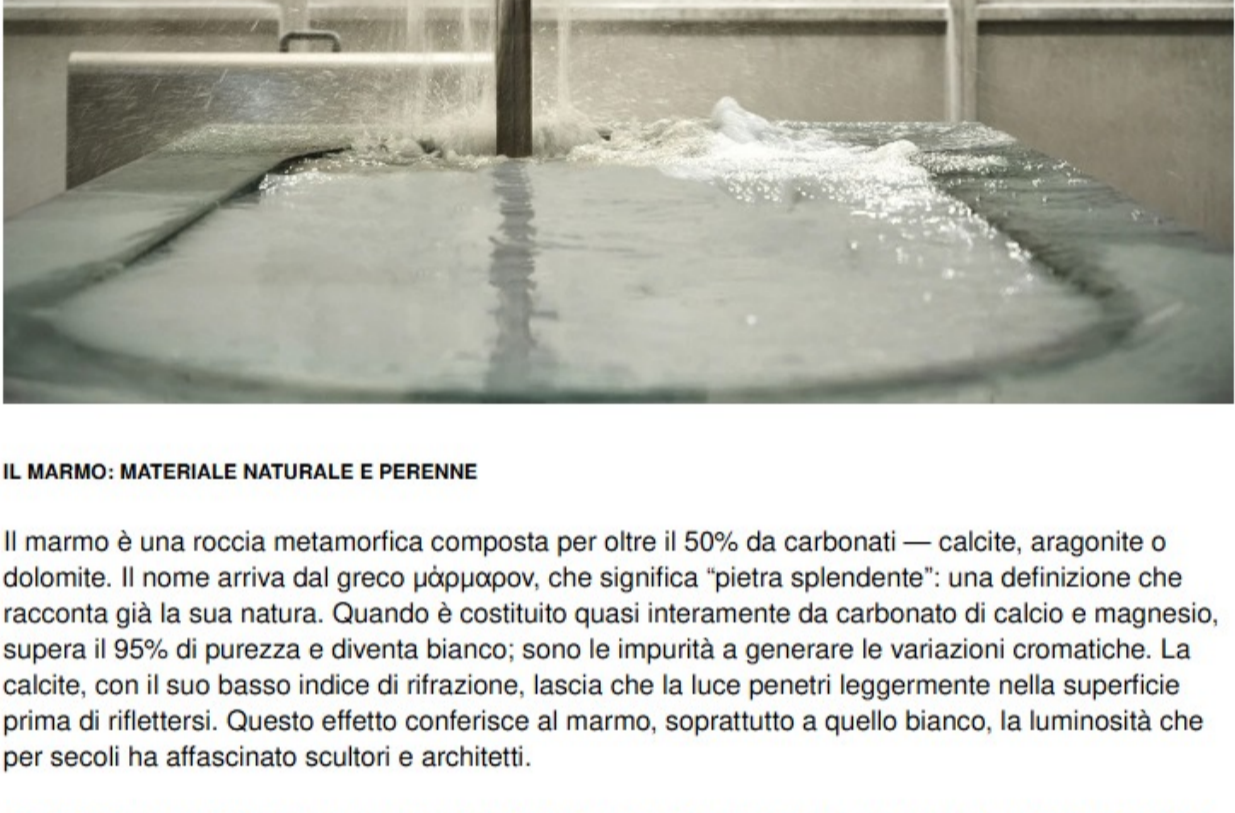 IL MARMO: MATERIALE NATURALE E PERENNE
Il marmo è una roccia metamorfica composta per oltre il 50% da carbonati — calcite, aragonite o
dolomite. Il nome arriva dal greco μὰρμαρον, che significa “pietra splendente”: una definizione che
racconta già la sua natura. Quando è costituito quasi interamente da carbonato di calcio e magnesio,
supera il 95% di purezza e diventa bianco; sono le impurità a generare le variazioni cromatiche. La
calcite, con il suo basso indice di rifrazione, lascia che la luce penetri leggermente nella superficie
prima di riflettersi. Questo effetto conferisce al marmo, soprattutto a quello bianco, la luminosità che
per secoli ha affascinato scultori e architetti.